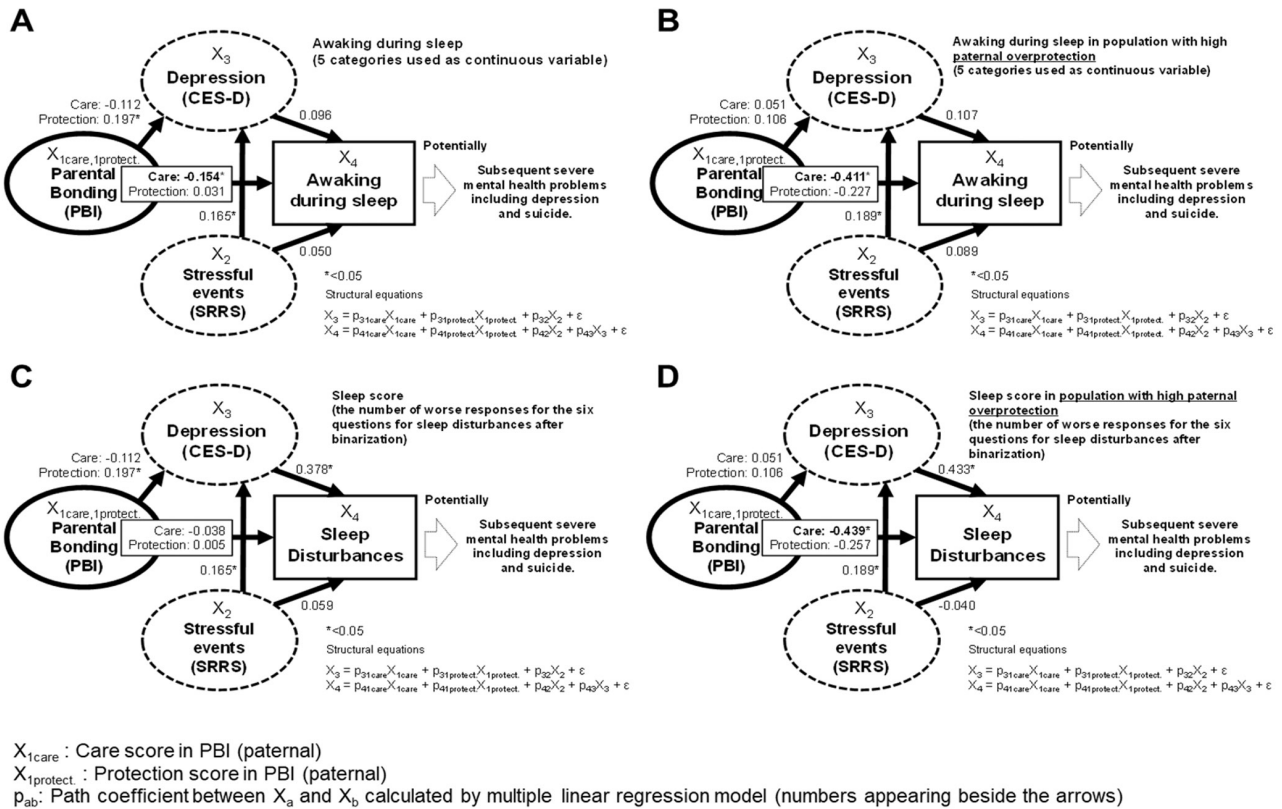 A
X3
Depression
(CES-D)
Awaking during sleep
(5 categories used as continuous variable)
Care: -0.112
Protection: 0.197*
0.096
X1care,1protect.
Parental
Bonding
(PBI)
Care: -0.154*
Protection: 0.031
X4
Awaking
during sleep
Potentially
Subsequent severe
mental health problems
including depression
and suicide.
0.165*
0.050
X2
Stressful
events
(SRRS)
*<0.05
Structural equations
X3 = p31careX1care + p31protect.X1protect. + p32X2 + ε
X4 = p41careX1care + p41protect.X1protect. + p42X2 + p43X3 + ε
B
X3
Depression
(CES-D)
Awaking during sleep in population with high
paternal overprotection
(5 categories used as continuous variable)
Care: 0.051
Protection: 0.106
0.107
X1care,1protect.
Parental
Bonding
(PBI)
Care: -0.411*
Protection: -0.227
X4
Awaking
during sleep
Potentially
Subsequent severe
mental health problems
including depression
and suicide.
0.189*
0.089
X2
Stressful
events
(SRRS)
*<0.05
Structural equations
X3 = p31careX1care + p31protect.X1protect. + p32X2 + ε
X4 = p41careX1care + p41protect.X1protect. + p42X2 + p43X3 + ε
C
X3
Depression
(CES-D)
Sleep score
(the number of worse responses for the six
questions for sleep disturbances after
binarization)
Care: -0.112
Protection: 0.197*
0.378*
X1care,1protect.
Parental
Bonding
(PBI)
Care: -0.038
Protection: 0.005
X4
Sleep
Disturbances
Potentially
Subsequent severe
mental health problems
including depression
and suicide.
0.165*
0.059
X2
Stressful
events
(SRRS)
*<0.05
Structural equations
X3 = p31careX1care + p31protect.X1protect. + p32X2 + ε
X4 = p41careX1care + p41protect.X1protect. + p42X2 + p43X3 + ε
D
X3
Depression
(CES-D)
Sleep score in population with high paternal
overprotection
(the number of worse responses for the six
questions for sleep disturbances after
binarization)
Care: 0.051
Protection: 0.106
0.433*
X1care,1protect.
Parental
Bonding
(PBI)
Care: -0.439*
Protection: -0.257
X4
Sleep
Disturbances
Potentially
Subsequent severe
mental health problems
including depression
and suicide.
0.189*
-0.040
X2
Stressful
events
(SRRS)
*<0.05
Structural equations
X3 = p31careX1care + p31protect.X1protect. + p32X2 + ε
X4 = p41careX1care + p41protect.X1protect. + p42X2 + p43X3 + ε
X1care : Care score in PBI (paternal)
X1protect. : Protection score in PBI (paternal)
pab: Path coefficient between Xa and Xb calculated by multiple linear regression model (numbers appearing beside the arrows)